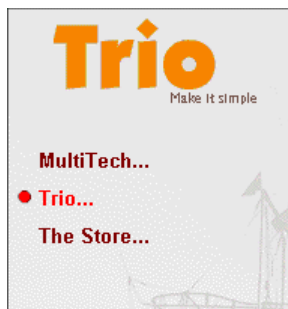 Trio
Make it simple
MultiTech...
Trio...
The Store...